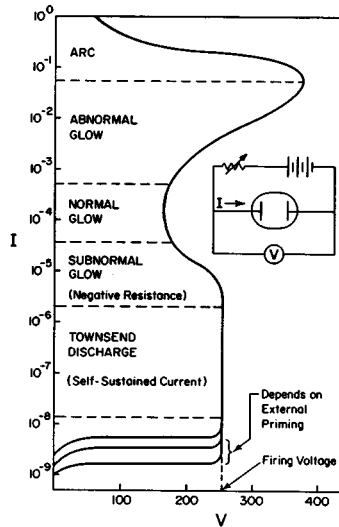 10⁰
ARC
10⁻¹
ABNORMAL
GLOW
10⁻²
10⁻³
NORMAL
GLOW
10⁻⁴
I
SUBNORMAL
GLOW
10⁻⁵
(Negative Resistance)
10⁻⁶
TOWNSEND
DISCHARGE
10⁻⁷
(Self-Sustained Current)
10⁻⁸
10⁻⁹
I
V
Depends on
External
Priming
Firing Voltage
0
100
200
300
400
V